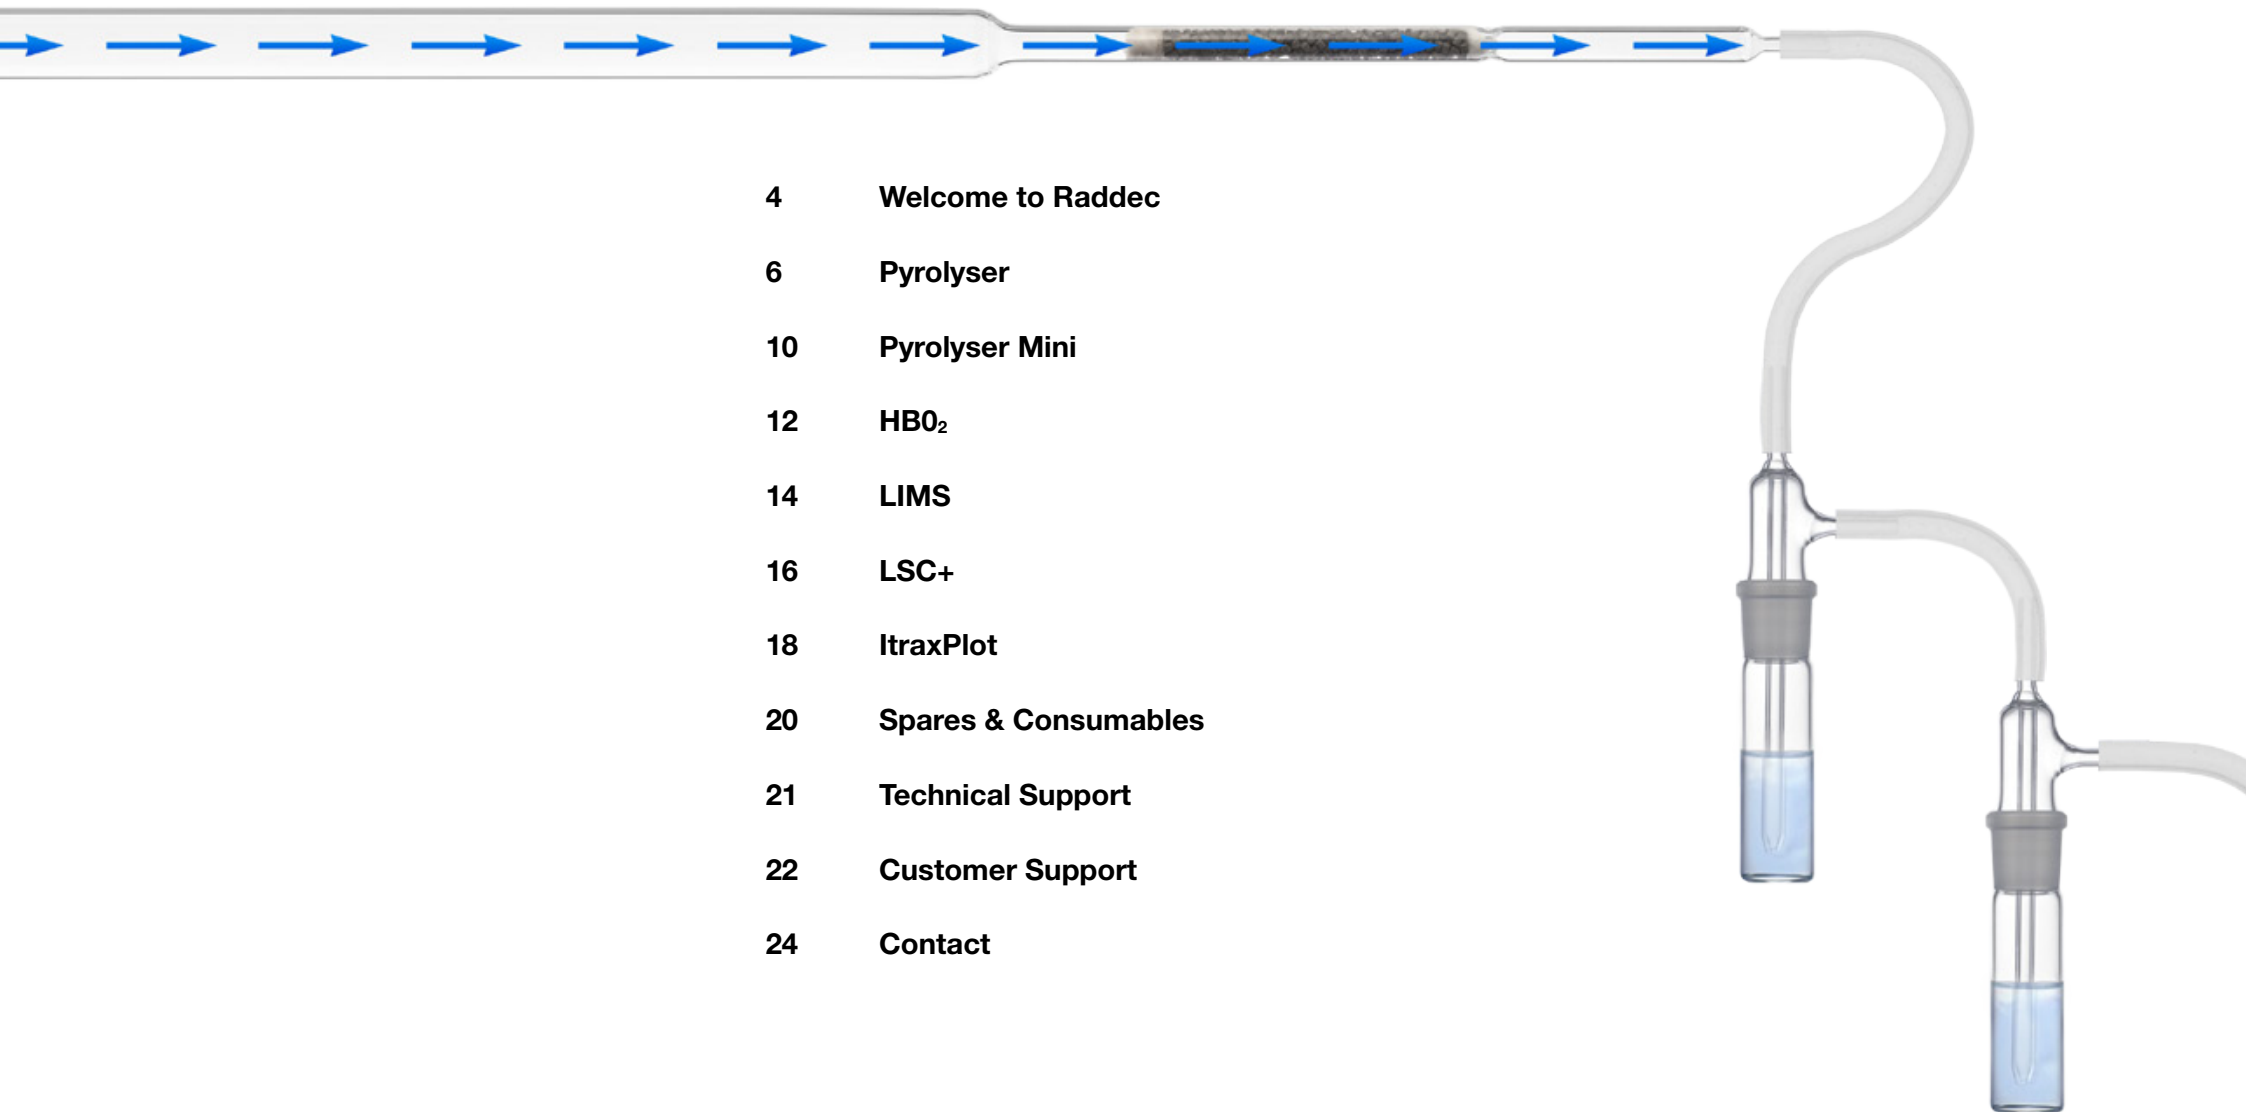 4 Welcome to Raddec
6 Pyrolyser
10 Pyrolyser Mini
12 HB0₂
14 LIMS
16 LSC+
18 ItraxPlot
20 Spares & Consumables
21 Technical Support
22 Customer Support
24 Contact